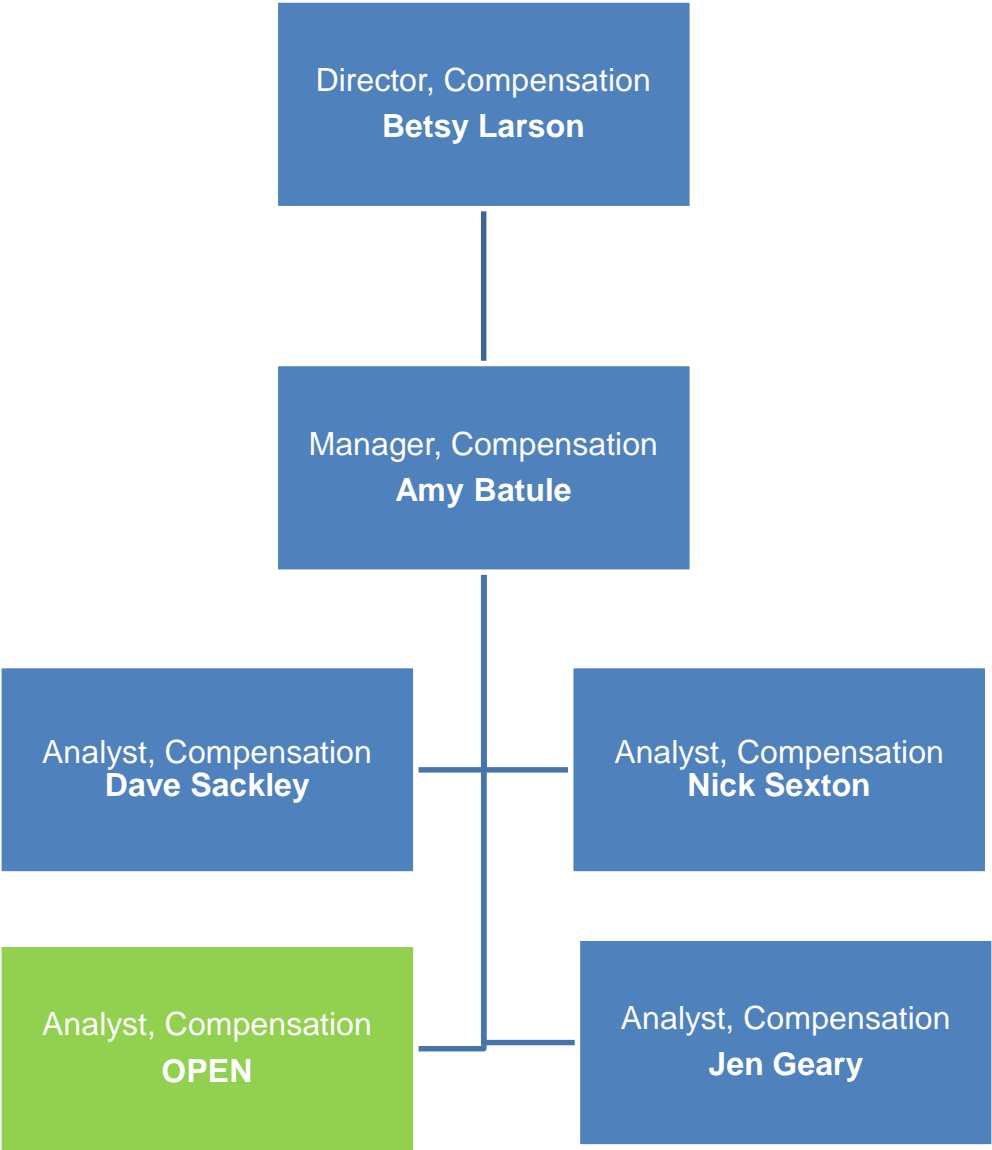 Director, Compensation
Betsy Larson
Manager, Compensation
Amy Batule
Analyst, Compensation
Dave Sackley
Analyst, Compensation
Nick Sexton
Analyst, Compensation
OPEN
Analyst, Compensation
Jen Geary